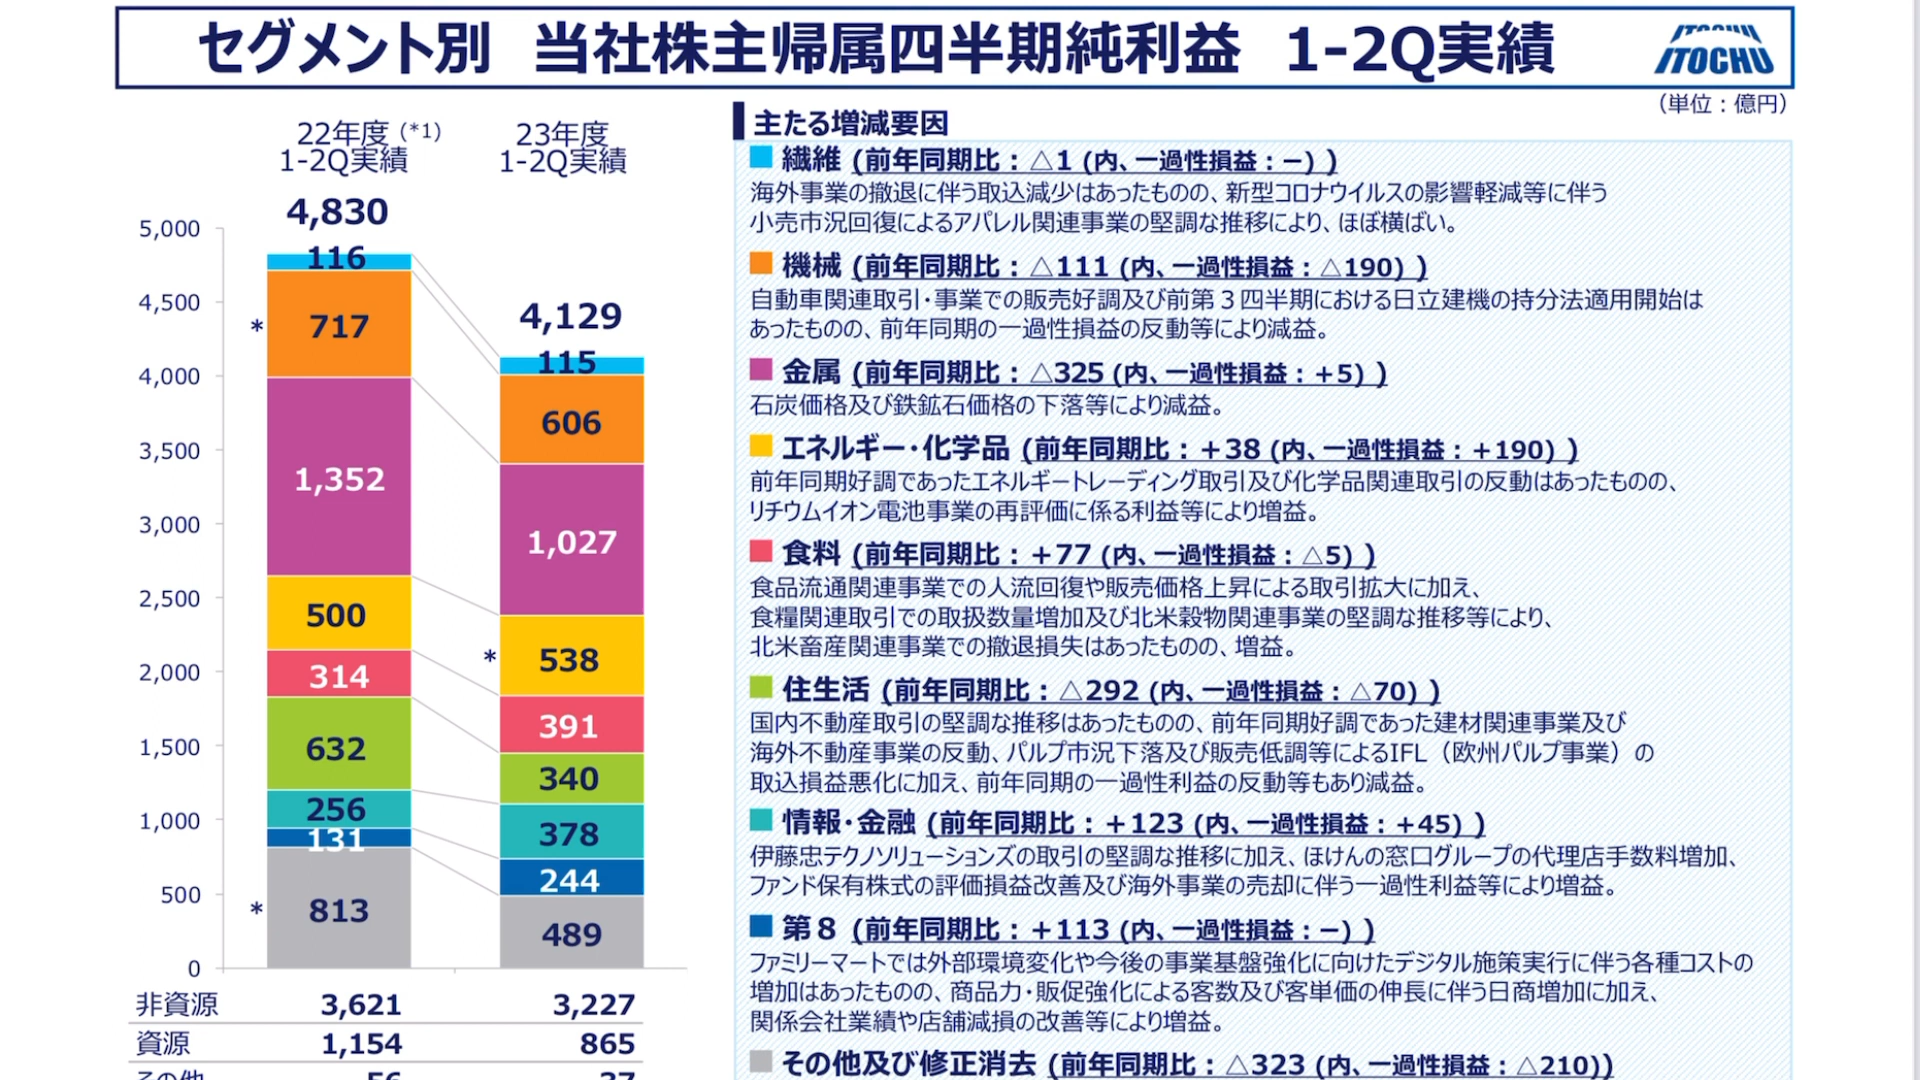 セグメント別　当社株主帰属四半期純利益　1-2Q実績
ITOCHU
（単位：億円）
22年度（*1）
1-2Q実績
23年度
1-2Q実績
4,830
4,129
5,000
4,500
4,000
3,500
3,000
2,500
2,000
1,500
1,000
500
0
116
* 717
1,352
500
314
632
256
131
* 813
115
606
1,027
* 538
391
340
378
244
489
非資源 3,621 3,227
資源 1,154 865
その他 56 37
主たる増減要因
繊維 (前年同期比：△1 (内、一過性損益：−) )
海外事業の撤退に伴う取込減少はあったものの、新型コロナウイルスの影響軽減等に伴う
小売市況回復によるアパレル関連事業の堅調な推移により、ほぼ横ばい。
機械 (前年同期比：△111 (内、一過性損益：△190) )
自動車関連取引・事業での販売好調及び前第３四半期における日立建機の持分法適用開始は
あったものの、前年同期の一過性損益の反動等により減益。
金属 (前年同期比：△325 (内、一過性損益：+5) )
石炭価格及び鉄鉱石価格の下落等により減益。
エネルギー・化学品 (前年同期比：+38 (内、一過性損益：+190) )
前年同期好調であったエネルギートレーディング取引及び化学品関連取引の反動はあったものの、
リチウムイオン電池事業の再評価に係る利益等により増益。
食料 (前年同期比：+77 (内、一過性損益：△5) )
食品流通関連事業での人流回復や販売価格上昇による取引拡大に加え、
食糧関連取引での取扱数量増加及び北米穀物関連事業の堅調な推移等により、
北米畜産関連事業での撤退損失はあったものの、増益。
住生活 (前年同期比：△292 (内、一過性損益：△70) )
国内不動産取引の堅調な推移はあったものの、前年同期好調であった建材関連事業及び
海外不動産事業の反動、パルプ市況下落及び販売低調等によるIFL（欧州パルプ事業）の
取込損益悪化に加え、前年同期の一過性利益の反動等もあり減益。
情報・金融 (前年同期比：+123 (内、一過性損益：+45) )
伊藤忠テクノソリューションズの取引の堅調な推移に加え、ほけんの窓口グループの代理店手数料増加、
ファンド保有株式の評価損益改善及び海外事業の売却に伴う一過性利益等により増益。
第８ (前年同期比：+113 (内、一過性損益：−) )
ファミリーマートでは外部環境変化や今後の事業基盤強化に向けたデジタル施策実行に伴う各種コストの
増加はあったものの、商品力・販促強化による客数及び客単価の伸長に伴う日商増加に加え、
関係会社業績や店舗減損の改善等により増益。
その他及び修正消去 (前年同期比：△323 (内、一過性損益：△210))